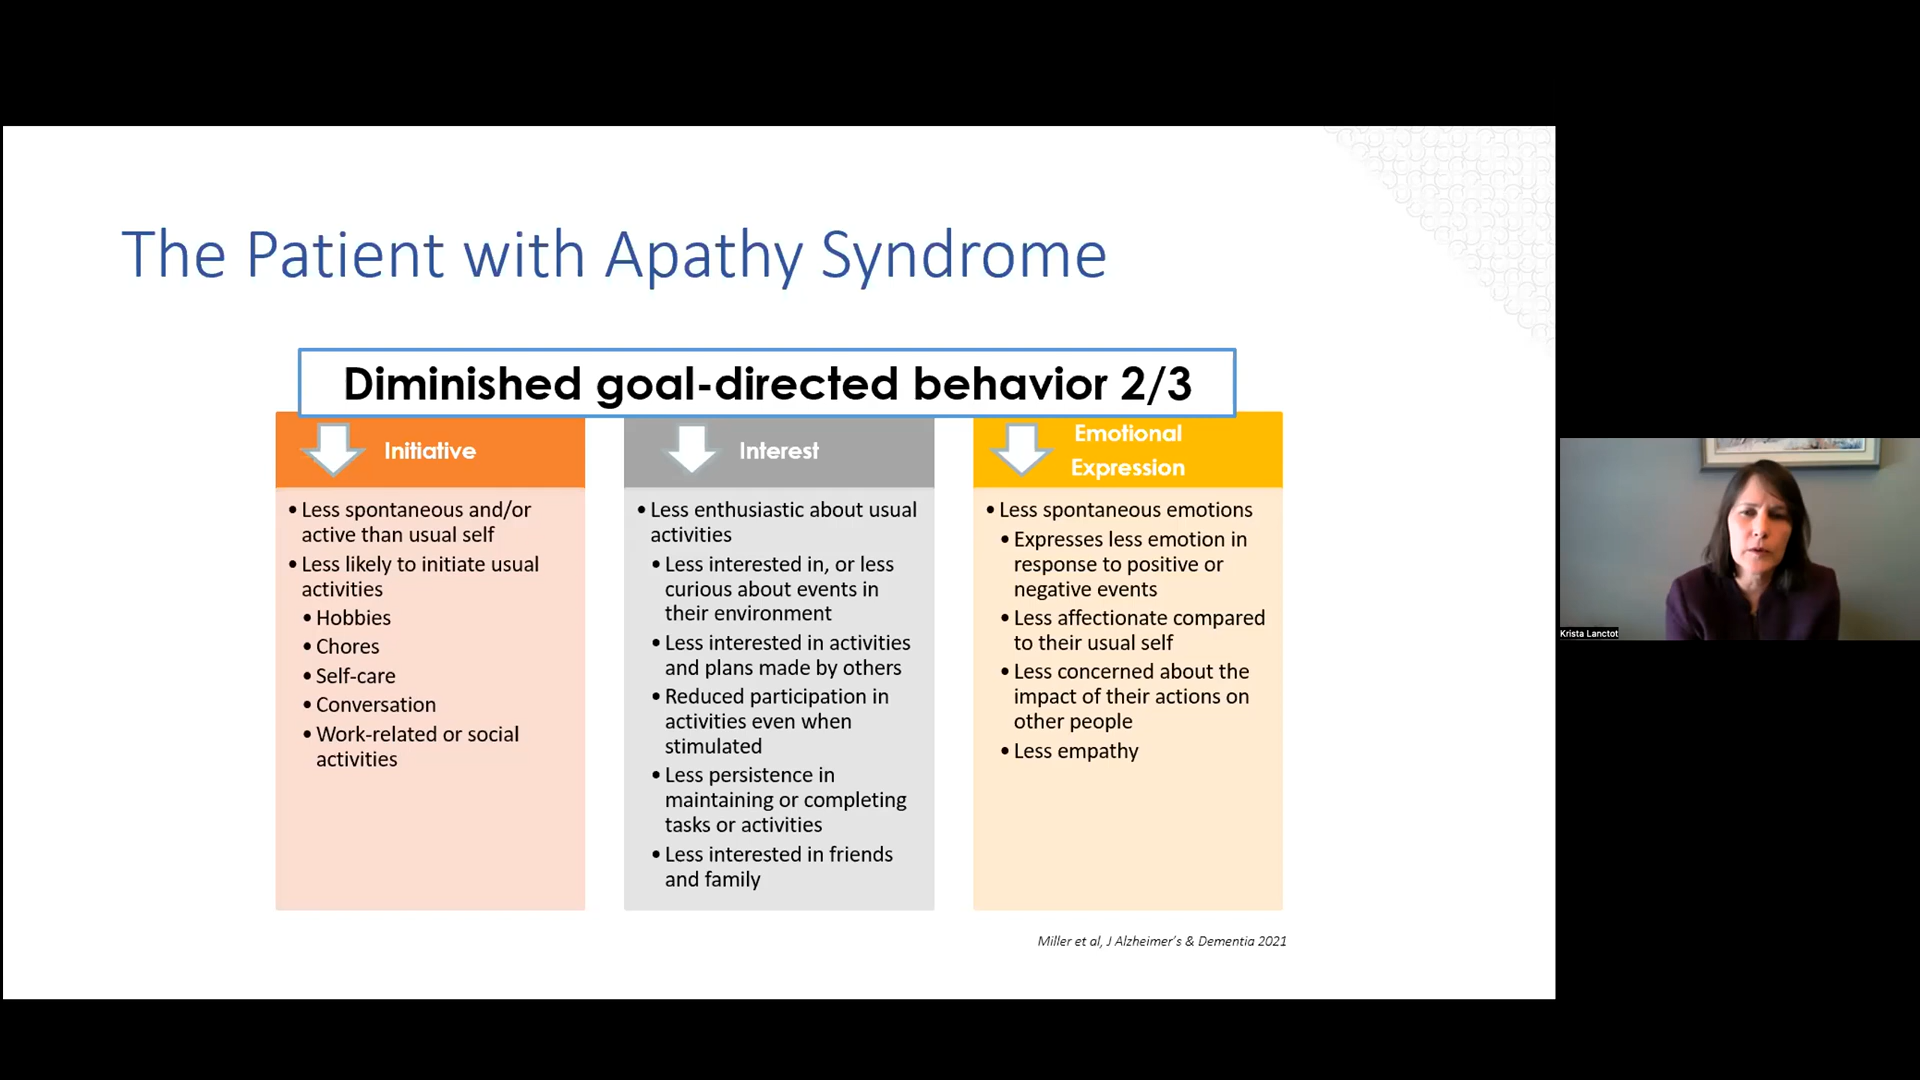 The Patient with Apathy Syndrome
Diminished goal-directed behavior 2/3
Initiative
• Less spontaneous and/or
active than usual self
• Less likely to initiate usual
activities
• Hobbies
• Chores
• Self-care
• Conversation
• Work-related or social
activities
Interest
• Less enthusiastic about usual
activities
• Less interested in, or less
curious about events in
their environment
• Less interested in activities
and plans made by others
• Reduced participation in
activities even when
stimulated
• Less persistence in
maintaining or completing
tasks or activities
• Less interested in friends
and family
Emotional
Expression
• Less spontaneous emotions
• Expresses less emotion in
response to positive or
negative events
• Less affectionate compared
to their usual self
• Less concerned about the
impact of their actions on
other people
• Less empathy
Miller et al, J Alzheimer's & Dementia 2021
Krista Lanctot